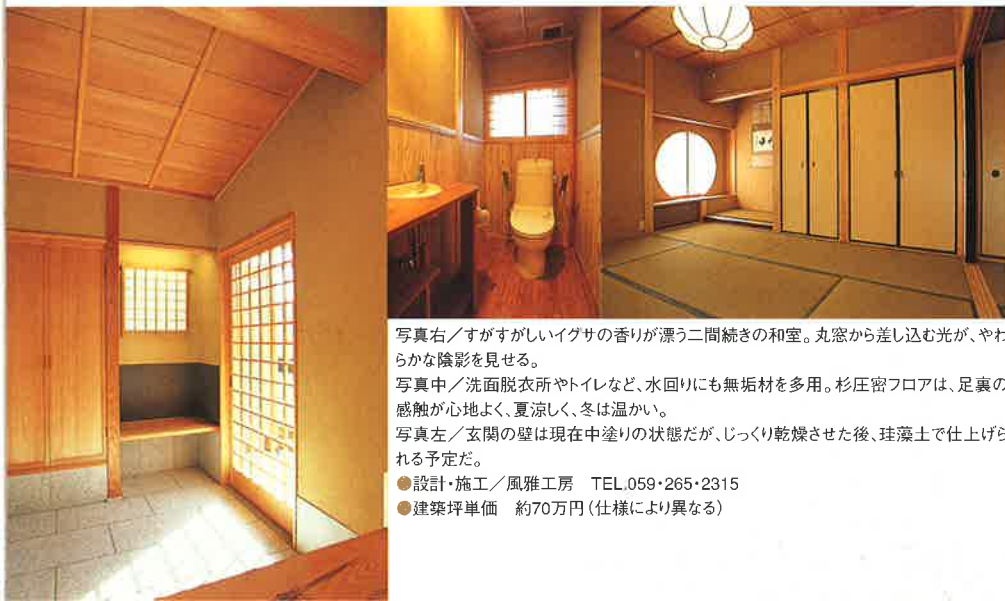 写真右／すがすがしいイグサの香りが漂う二間続きの和室。丸窓から差し込む光が、やわ
らかな陰影を見せる。
写真中／洗面脱衣所やトイレなど、水回りにも無垢材を多用。杉圧密フロアは、足裏の
感触が心地よく、夏涼しく、冬は温かい。
写真左／玄関の壁は現在中塗りの状態だが、じっくり乾燥させた後、珪藻土で仕上げら
れる予定だ。
●設計・施工／風雅工房　TEL.059・265・2315
●建築坪単価　約70万円（仕様により異なる）